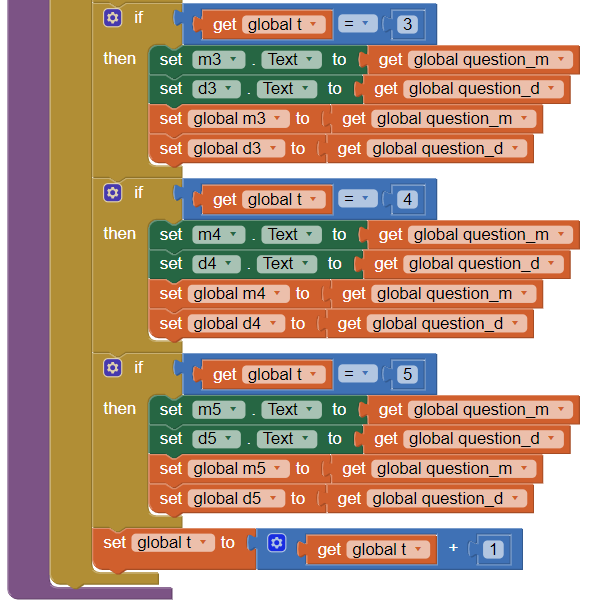 if get global t = 3
then set m3 . Text to get global question_m
set d3 . Text to get global question_d
set global m3 to get global question_m
set global d3 to get global question_d
if get global t = 4
then set m4 . Text to get global question_m
set d4 . Text to get global question_d
set global m4 to get global question_m
set global d4 to get global question_d
if get global t = 5
then set m5 . Text to get global question_m
set d5 . Text to get global question_d
set global m5 to get global question_m
set global d5 to get global question_d
set global t to get global t + 1